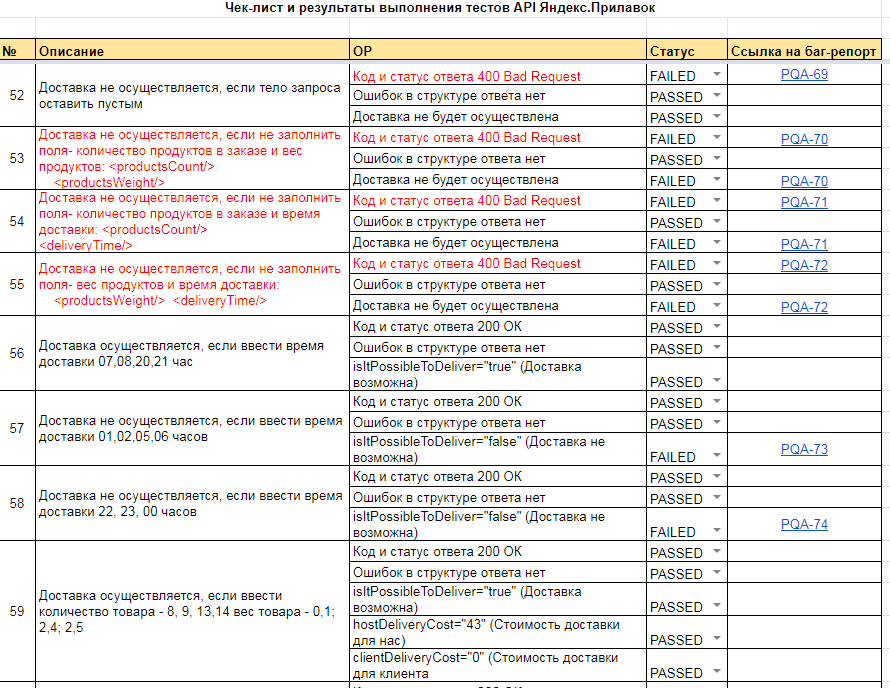 Чек-лист и результаты выполнения тестов API Яндекс.Прилавок
№ Описание ОР Статус Ссылка на баг-репорт
52
Доставка не осуществляется, если тело запроса
оставить пустым
Код и статус ответа 400 Bad Request FAILED PQA-69
Ошибок в структуре ответа нет PASSED
Доставка не будет осуществлена PASSED
53
Доставка не осуществляется, если не заполнить
поля- количество продуктов в заказе и вес
продуктов: <productsCount/>
<productsWeight/>
Код и статус ответа 400 Bad Request FAILED PQA-70
Ошибок в структуре ответа нет PASSED
Доставка не будет осуществлена FAILED PQA-70
54
Доставка не осуществляется, если не заполнить
поля- количество продуктов в заказе и время
доставки: <productsCount/>
<deliveryTime/>
Код и статус ответа 400 Bad Request FAILED PQA-71
Ошибок в структуре ответа нет PASSED
Доставка не будет осуществлена FAILED PQA-71
55
Доставка не осуществляется, если не заполнить
поля- вес продуктов и время доставки:
<productsWeight/> <deliveryTime/>
Код и статус ответа 400 Bad Request FAILED PQA-72
Ошибок в структуре ответа нет PASSED
Доставка не будет осуществлена FAILED PQA-72
56
Доставка осуществляется, если ввести время
доставки 07,08,20,21 час
Код и статус ответа 200 ОК PASSED
Ошибок в структуре ответа нет PASSED
isItPossibleToDeliver="true" (Доставка
возможна) PASSED
57
Доставка не осуществляется, если ввести время
доставки 01,02,05,06 часов
Код и статус ответа 200 ОК PASSED
Ошибок в структуре ответа нет PASSED
isItPossibleToDeliver="false" (Доставка не
возможна) FAILED PQA-73
58
Доставка не осуществляется, если ввести время
доставки 22, 23, 00 часов
Код и статус ответа 200 ОК PASSED
Ошибок в структуре ответа нет PASSED
isItPossibleToDeliver="false" (Доставка не
возможна) FAILED PQA-74
59
Доставка осуществляется, если ввести
количество товара - 8, 9, 13,14 вес товара - 0,1;
2,4; 2,5
Код и статус ответа 200 ОК PASSED
Ошибок в структуре ответа нет PASSED
isItPossibleToDeliver="true" (Доставка
возможна) PASSED
hostDeliveryCost="43" (Стоимость доставки
для нас) PASSED
clientDeliveryCost="0" (Стоимость доставки
для клиента PASSED